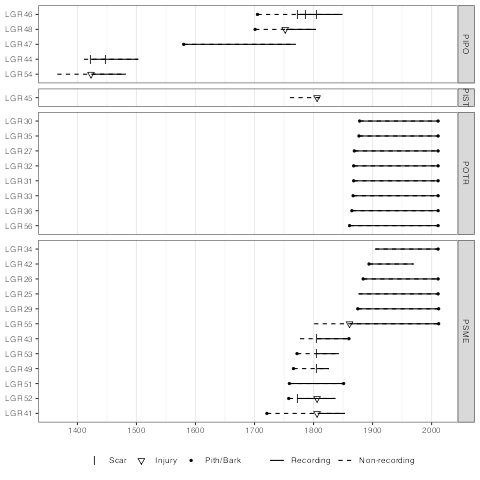 LGR46
LGR48
LGR47
LGR44
LGR54
PIPO
LGR45
PIST
LGR30
LGR35
LGR27
LGR32
LGR31
LGR33
LGR36
LGR56
POTR
LGR34
LGR42
LGR26
LGR25
LGR29
LGR55
LGR43
LGR53
LGR49
LGR51
LGR52
LGR41
PSME
1400 1500 1600 1700 1800 1900 2000
Scar Injury Pith/Bark Recording Non-recording